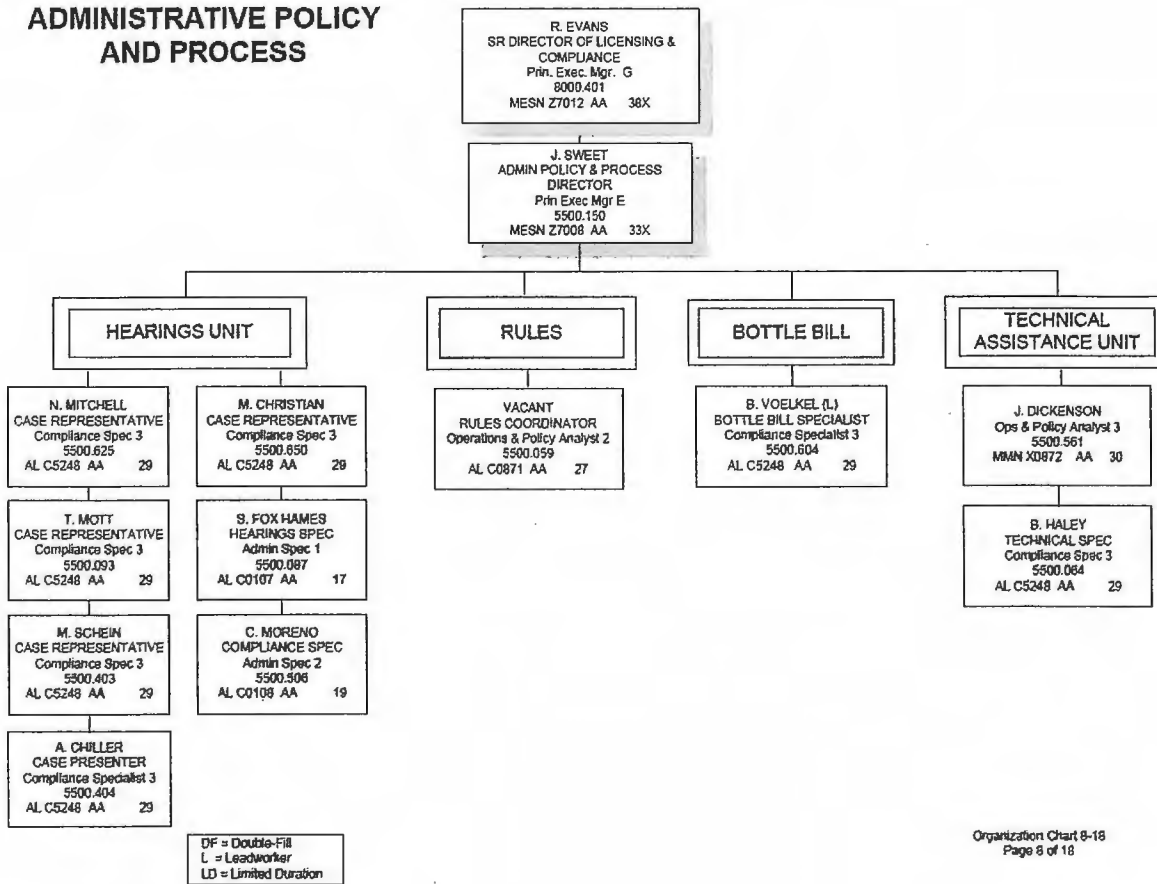 ADMINISTRATIVE POLICY
AND PROCESS
R. EVANS
SR DIRECTOR OF LICENSING &
COMPLIANCE
Prin. Exec. Mgr. G
8000.401
MESN Z7012 AA 38X
J. SWEET
ADMIN POLICY & PROCESS
DIRECTOR
Prin Exec Mgr E
5500.150
MESN Z7008 AA 33X
HEARINGS UNIT
N. MITCHELL
CASE REPRESENTATIVE
Compliance Spec 3
5500.625
AL C5248 AA 29
T. MOTT
CASE REPRESENTATIVE
Compliance Spec 3
5500.093
AL C5248 AA 29
M. SCHEIN
CASE REPRESENTATIVE
Compliance Spec 3
5500.403
AL C5248 AA 29
A. CHILLER
CASE PRESENTER
Compliance Specialist 3
5500.404
AL C5248 AA 29
M. CHRISTIAN
CASE REPRESENTATIVE
Compliance Spec 3
5500.650
AL C5248 AA 29
S. FOX HAMES
HEARINGS SPEC
Admin Spec 1
5500.087
AL C0107 AA 17
C. MORENO
COMPLIANCE SPEC
Admin Spec 2
5500.506
AL C0108 AA 19
RULES
VACANT
RULES COORDINATOR
Operations & Policy Analyst 2
5500.059
AL C0871 AA 27
BOTTLE BILL
B. VOELKEL (L)
BOTTLE BILL SPECIALIST
Compliance Specialist 3
5500.604
AL C5248 AA 29
TECHNICAL
ASSISTANCE UNIT
J. DICKENSON
Ops & Policy Analyst 3
5500.561
MMN X0872 AA 30
B. HALEY
TECHNICAL SPEC
Compliance Spec 3
5500.064
AL C5248 AA 29
DF = Double-Fill
L = Leadworker
LD = Limited Duration
Organization Chart 8-18
Page 8 of 18